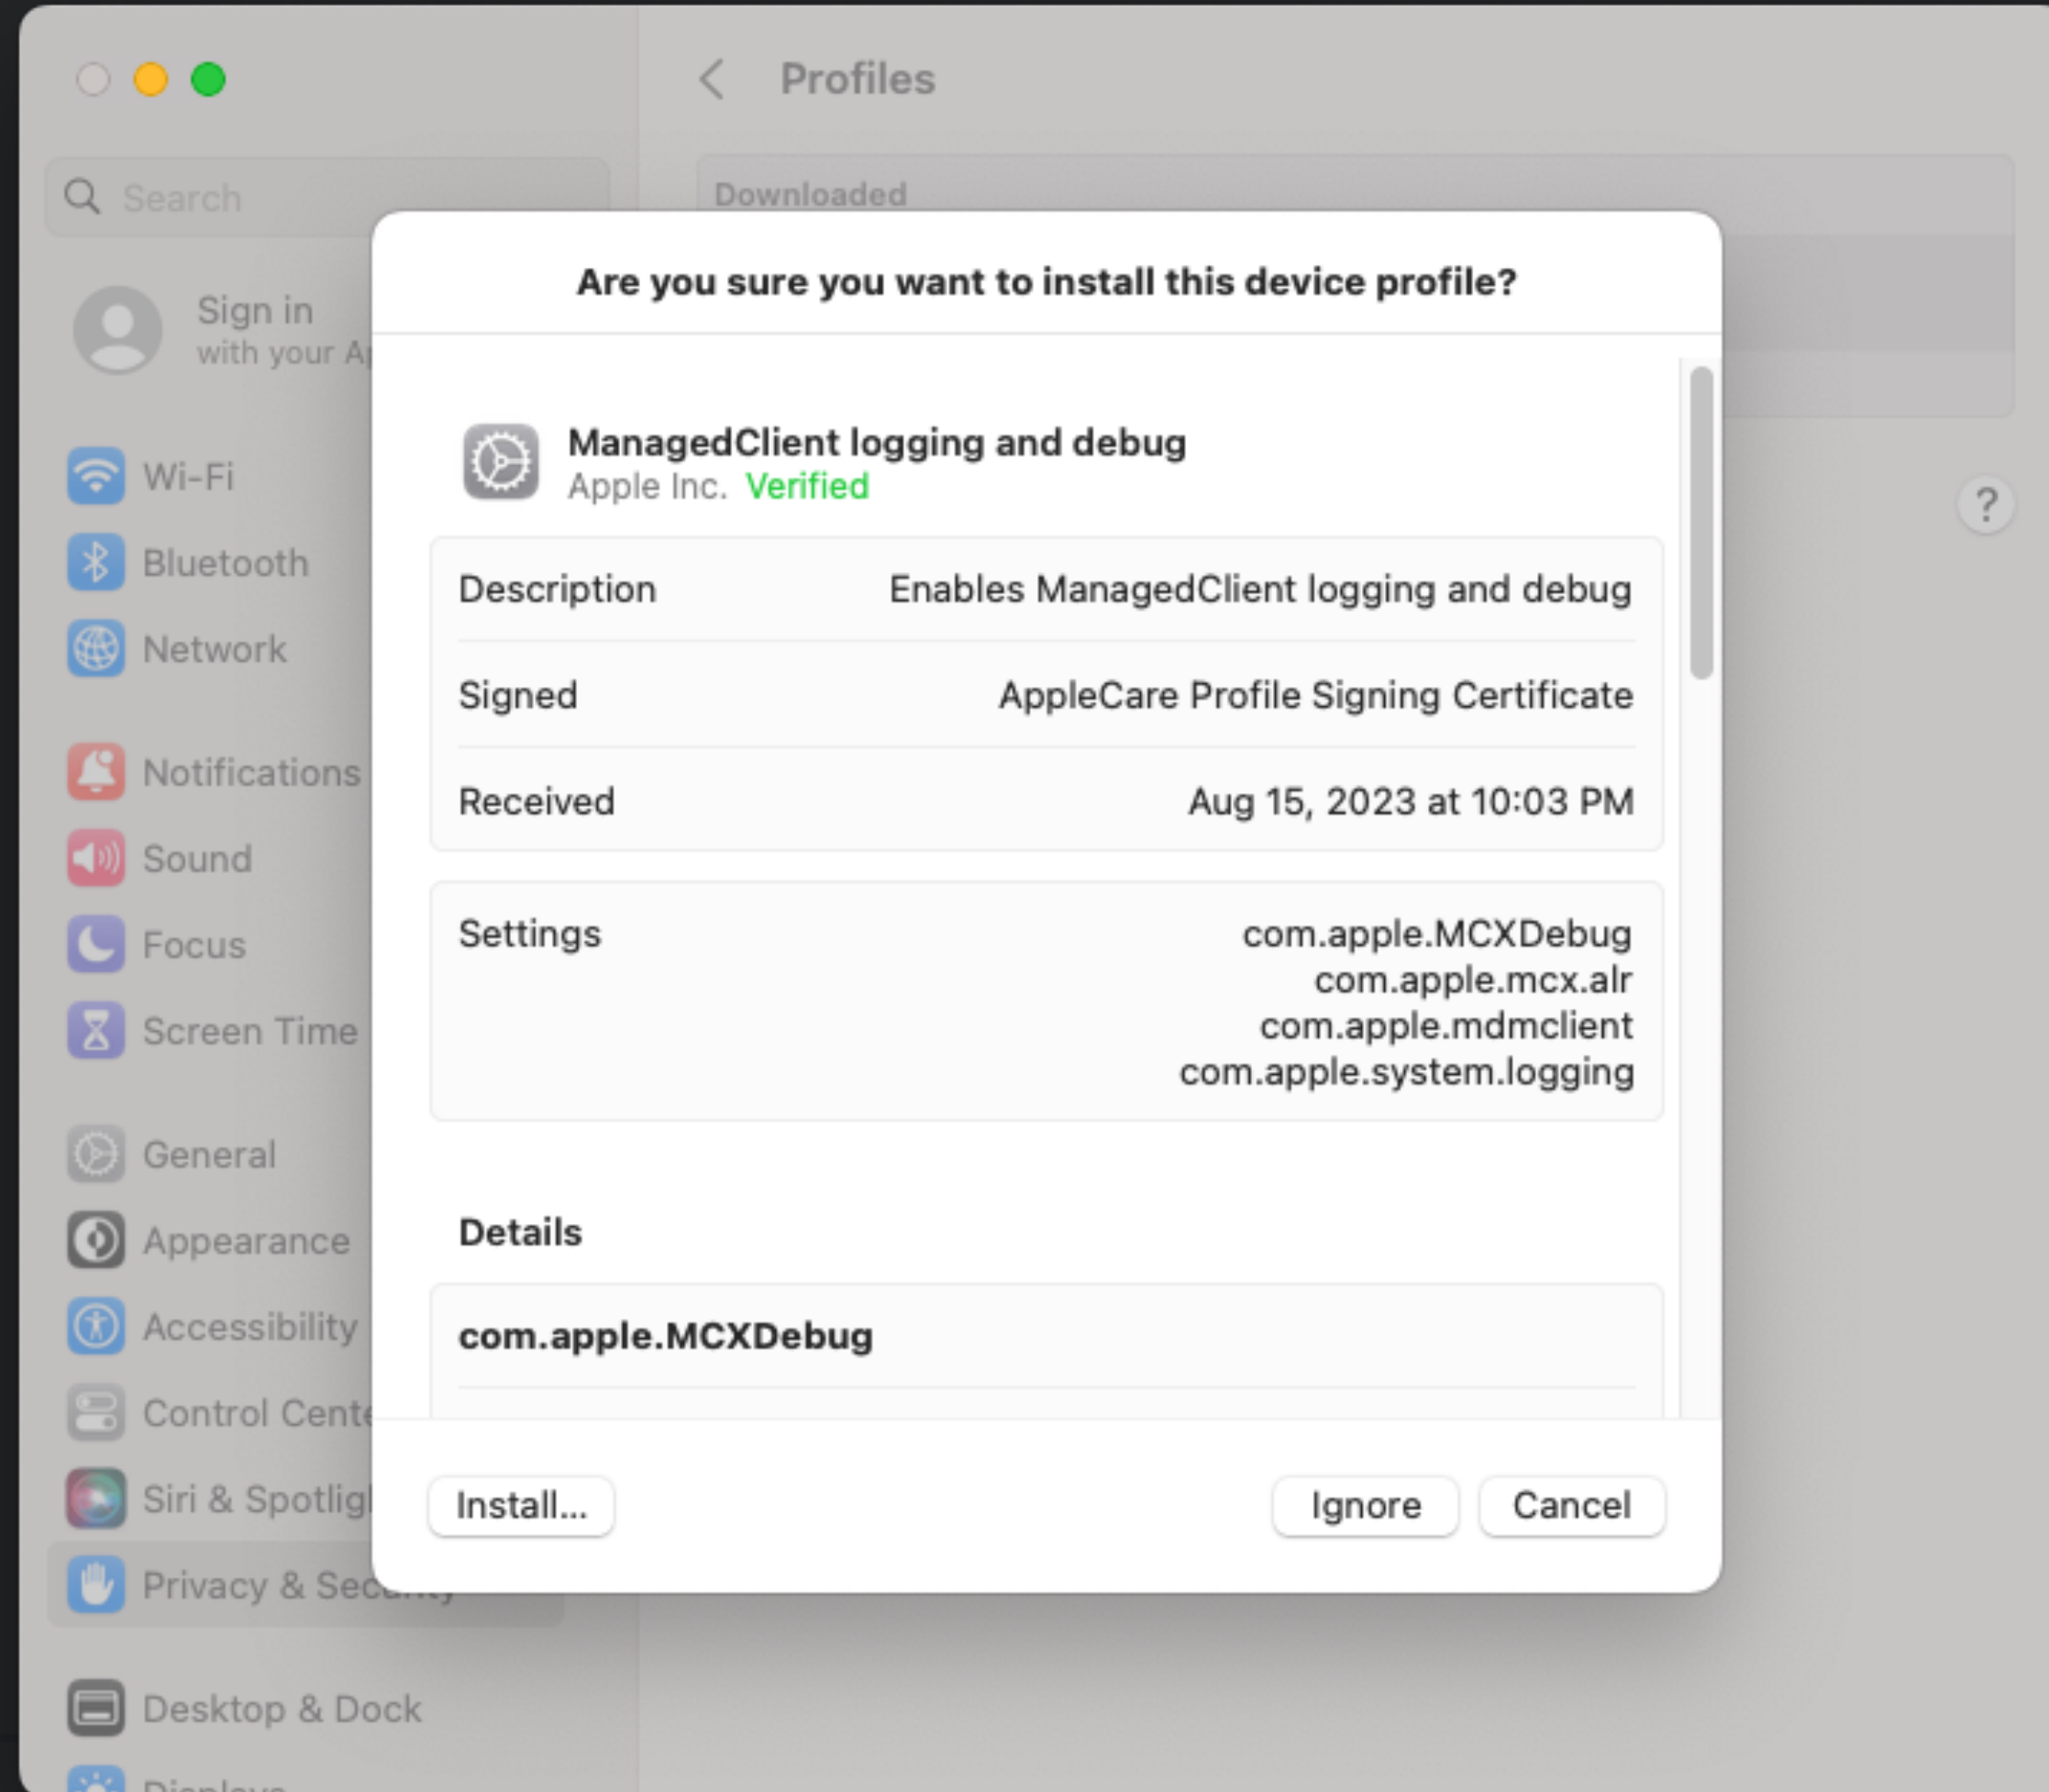 Profiles
Search
Downloaded
Sign in
with your
Wi-Fi
Bluetooth
Network
Notifications
Sound
Focus
Screen Time
General
Appearance
Accessibility
Control
Siri &
Privacy &
Desktop & Dock
Are you sure you want to install this device profile?
ManagedClient logging and debug
Apple Inc. Verified
Description Enables ManagedClient logging and debug
Signed AppleCare Profile Signing Certificate
Received Aug 15, 2023 at 10:03 PM
Settings com.apple.MCXDebug
com.apple.mcx.alr
com.apple.mdmclient
com.apple.system.logging
Details
com.apple.MCXDebug
Install...
Ignore
Cancel
?